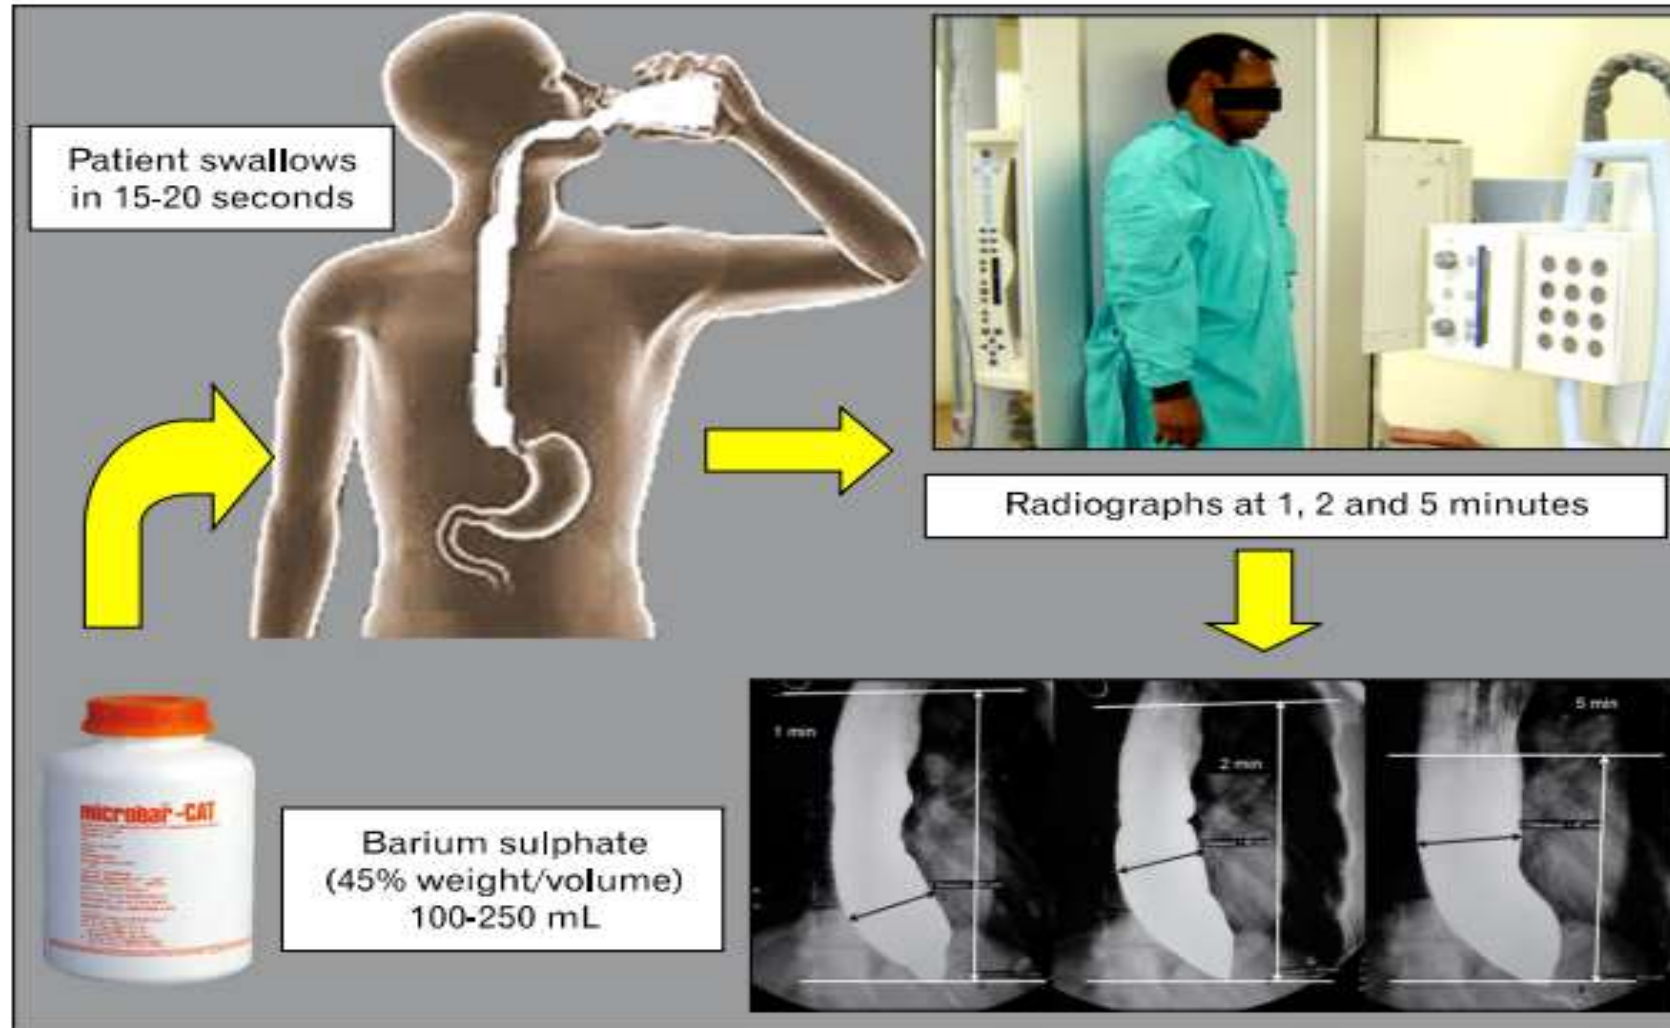 Patient swallows
in 15-20 seconds
Radiographs at 1, 2 and 5 minutes
microbar-CAT
Barium sulphate
(45% weight/volume)
100-250 mL
1 min
2 min
5 min